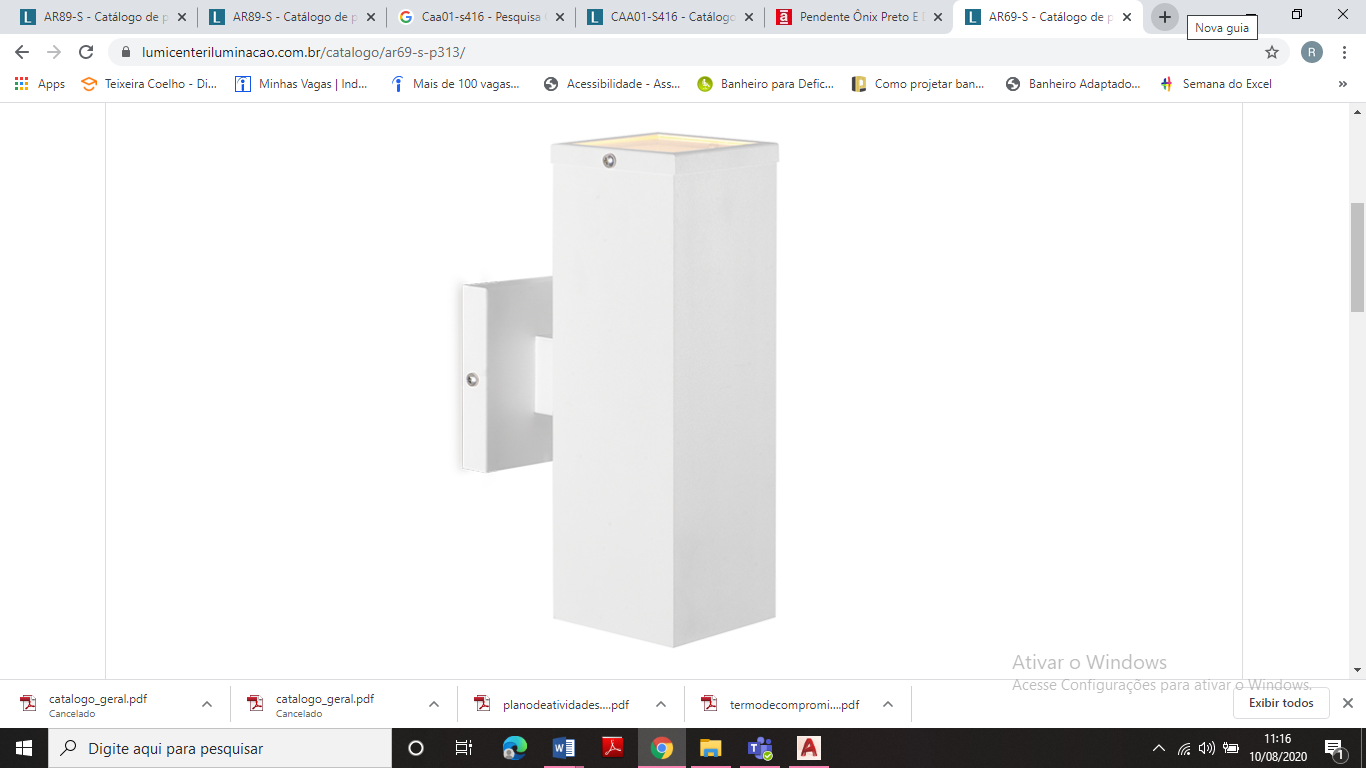 AR89-S - Catálogo de p
AR89-S - Catálogo de p
Caa01-s416 - Pesquisa
CAA01-S416 - Catálogo
Pendente Ônix Preto E
AR69-S - Catálogo de p
Nova guia
lumicenteriluminacao.com.br/catalogo/ar69-s-p313/
R
Apps
Teixeira Coelho - Di...
Minhas Vagas | Ind...
Mais de 100 vagas...
Acessibilidade - Ass...
Banheiro para Defic...
Como projetar ban...
Banheiro Adaptado...
Semana do Excel
»
Ativar o Windows
Acesse Configurações para ativar o Windows.
catalogo_geral.pdf
Cancelado
catalogo_geral.pdf
Cancelado
planodeatividades....pdf
termodecompromi....pdf
Exibir todos
Digite aqui para pesquisar
11:16
10/08/2020
1